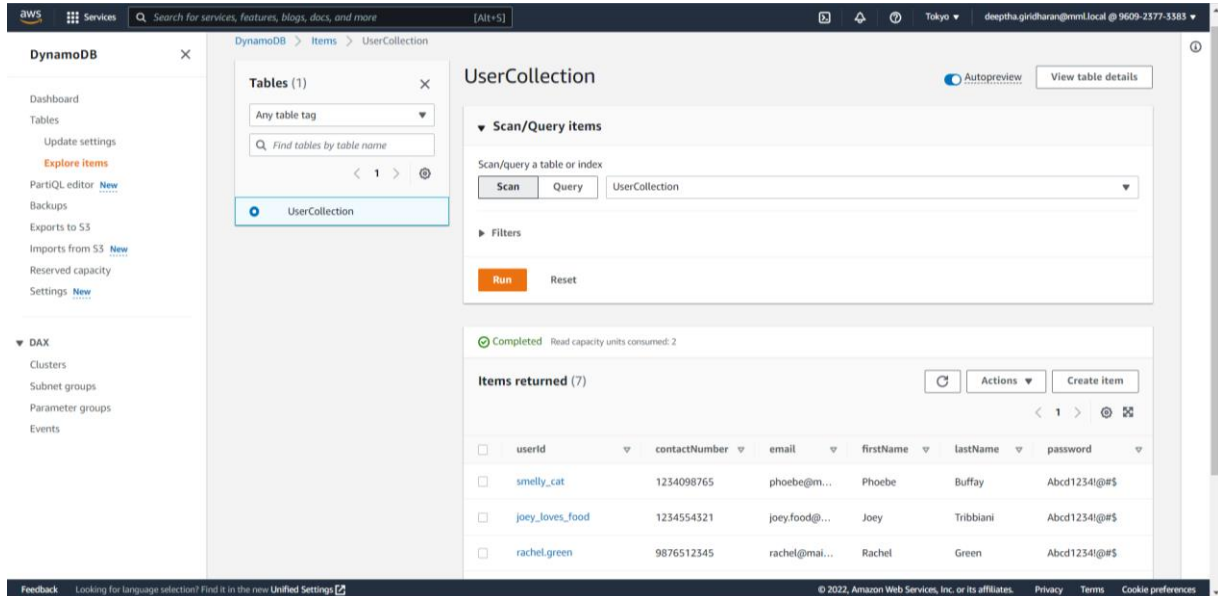 aws Services Search for services, features, blogs, docs, and more [Alt+S] Tokyo deeptha.giridharan@mml.local @ 9609-2377-3383
DynamoDB
Dashboard
Tables
Update settings
Explore items
PartiQL editor New
Backups
Exports to S3
Imports from S3 New
Reserved capacity
Settings New
DAX
Clusters
Subnet groups
Parameter groups
Events
DynamoDB > Items > UserCollection
Tables (1)
Any table tag
Find tables by table name
1
UserCollection
UserCollection
Autopreview View table details
Scan/Query items
Scan/query a table or index
Scan Query UserCollection
Filters
Run Reset
Completed Read capacity units consumed: 2
Items returned (7) Actions Create item
1
userId contactNumber email firstName lastName password
smelly_cat 1234098765 phoebe@m... Phoebe Buffay Abcd1234!@#$
joey_loves_food 1234554321 joey.food@... Joey Tribbiani Abcd1234!@#$
rachel.green 9876512345 rachel@mai... Rachel Green Abcd1234!@#$
Feedback Looking for language selection? Find it in the new Unified Settings © 2022, Amazon Web Services, Inc. or its affiliates. Privacy Terms Cookie preferences